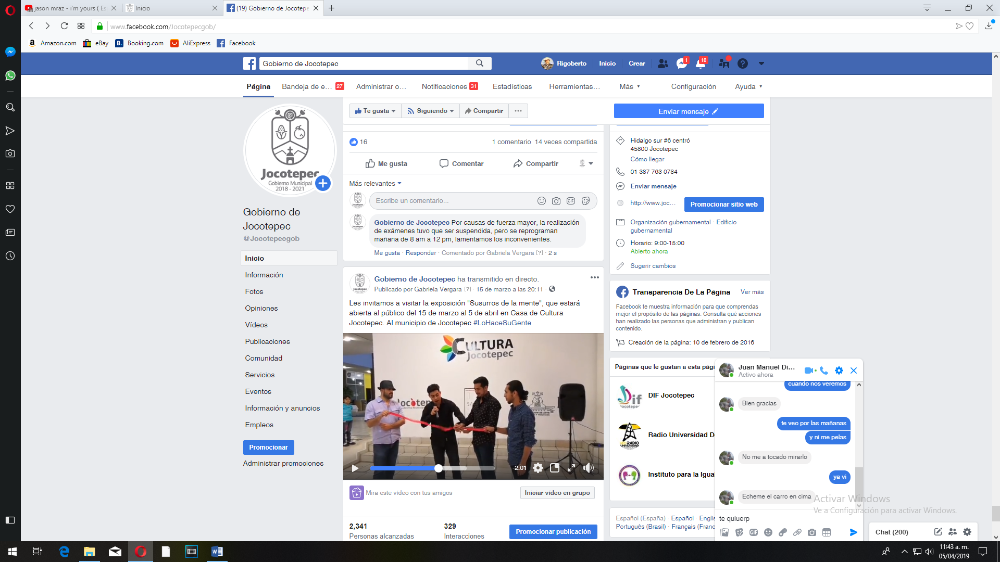 jason mraz - i'm yours ( Es
Inicio
(19) Gobierno de Jocotepe
www.facebook.com/Jocotepecgob/
Amazon.com
eBay
Booking.com
AliExpress
Facebook
Gobierno de Jocotepec
Rigoberto
Inicio
Crear
1
18
Página
Bandeja de e... 27
Administrar o...
Notificaciones 31
Estadísticas
Herramientas...
Más
Configuración
Ayuda
Jocotepec
Gobierno Municipal
2018 - 2021
Gobierno de
Jocotepec
@Jocotepecgob
Inicio
Información
Fotos
Opiniones
Vídeos
Publicaciones
Comunidad
Servicios
Eventos
Información y anuncios
Empleos
Promocionar
Administrar promociones
Te gusta
Siguiendo
Compartir
Enviar mensaje
16
1 comentario 14 veces compartida
Me gusta
Comentar
Compartir
Más relevantes
Escribe un comentario...
GIF
Gobierno de Jocotepec Por causas de fuerza mayor, la realización
de exámenes tuvo que ser suspendida, pero se reprograman
mañana de 8 am a 12 pm, lamentamos los inconvenientes.
Me gusta · Responder · Comentado por Gabriela Vergara [?] · 2 s
Gobierno de Jocotepec ha transmitido en directo.
Publicado por Gabriela Vergara [?] · 15 de marzo a las 20:11 ·
Les invitamos a visitar la exposición "Susurros de la mente", que estará
abierta al público del 15 de marzo al 5 de abril en Casa de Cultura
Jocotepec. Al municipio de Jocotepec #LoHaceSuGente
CULTURA
Jocotepec
-2:01
Mira este vídeo con tus amigos
Iniciar vídeo en grupo
2,341
Personas alcanzadas
329
Interacciones
Promocionar publicación
Hidalgo sur #6 centró
45800 Jocotepec
Cómo llegar
01 387 763 0784
Enviar mensaje
http://www.joc...
Promocionar sitio web
Organización gubernamental · Edificio
gubernamental
Horario: 9:00-15:00
Abierto ahora
Sugerir cambios
Transparencia De La Página
Ver más
Facebook te muestra información para que comprendas
mejor el propósito de las páginas. Consulta qué acciones
han realizado las personas que administran y publican
contenido.
Creación de la página: 10 de febrero de 2016
Páginas que le gustan a esta pági
DIF Jocotepec
Radio Universidad De
Instituto para la Igual
Español (España) · Español · Englis
Português (Brasil) · Français (Franc
Juan Manuel Di...
Activo ahora
cuando nos veremos
Bien gracias
te veo por las mañanas
y ni me pelas
No me a tocado mirarlo
ya vi
Echeme el carro en cima
te quiuerp
GIF
Activar Windows
Ve a Configuración para activar Windows.
Chat (200)
11:43 a. m.
05/04/2019